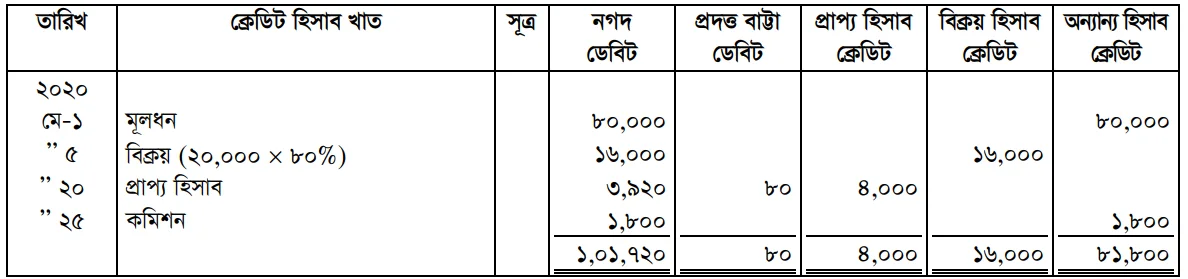 তারিখ ক্রেডিট হিসাব খাত সূত্র নগদ ডেবিট প্রদত্ত বাট্টা ডেবিট প্রাপ্য হিসাব ক্রেডিট বিক্রয় হিসাব ক্রেডিট অন্যান্য হিসাব ক্রেডিট
২০২০
মে-১ মূলধন ৮০,০০০ ৮০,০০০
” ৫ বিক্রয় (২০,০০০ × ৮০%) ১৬,০০০ ১৬,০০০
” ২০ প্রাপ্য হিসাব ৩,৯২০ ৮০ ৪,০০০
” ২৫ কমিশন ১,৮০০ ১,৮০০
১,০১,৭২০ ৮০ ৪,০০০ ১৬,০০০ ৮১,৮০০